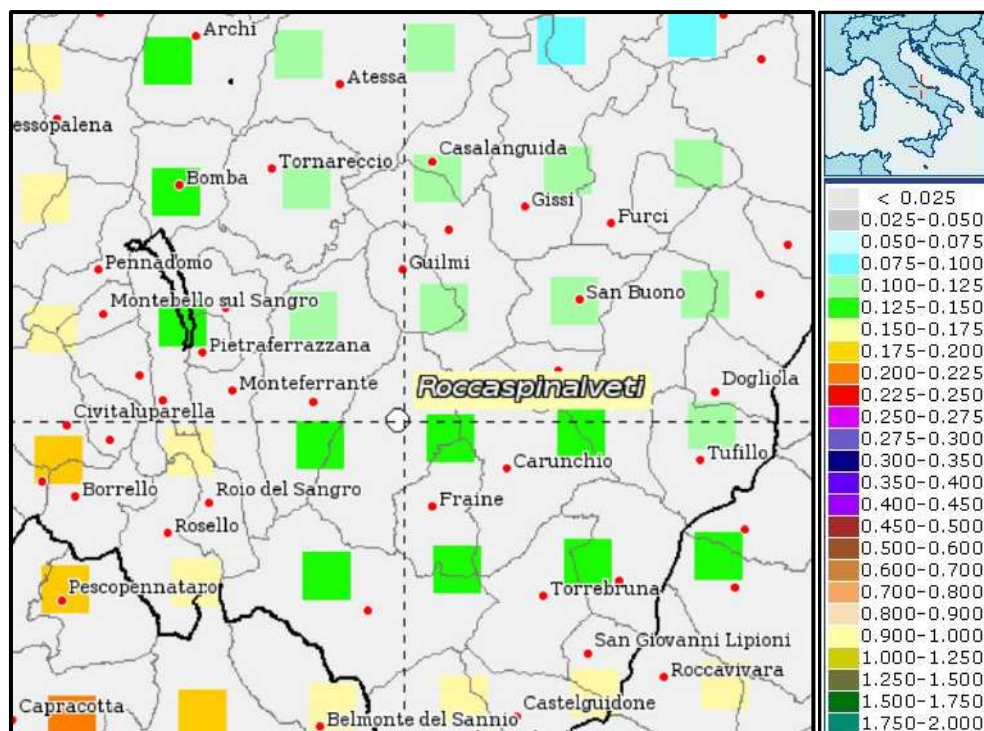 Archi
Atessa
essopalena
Casalanguida
Tornareccio
Bomba
Gissi
Furci
Pennadomo
Guilmi
Montebello sul Sangro
San Buono
Pietraferrazzana
Roccaspinalveti
Monteferrante
Dogliola
Civitaluparella
Tufillo
Carunchio
Borrello
Roio del Sangro
Fraine
Rosello
Pescopennataro
Torrebruna
San Giovanni Lipioni
Roccavivara
Capracotta
Castelguidone
Belmonte del Sannio
< 0.025
0.025-0.050
0.050-0.075
0.075-0.100
0.100-0.125
0.125-0.150
0.150-0.175
0.175-0.200
0.200-0.225
0.225-0.250
0.250-0.275
0.275-0.300
0.300-0.350
0.350-0.400
0.400-0.450
0.450-0.500
0.500-0.600
0.600-0.700
0.700-0.800
0.800-0.900
0.900-1.000
1.000-1.250
1.250-1.500
1.500-1.750
1.750-2.000